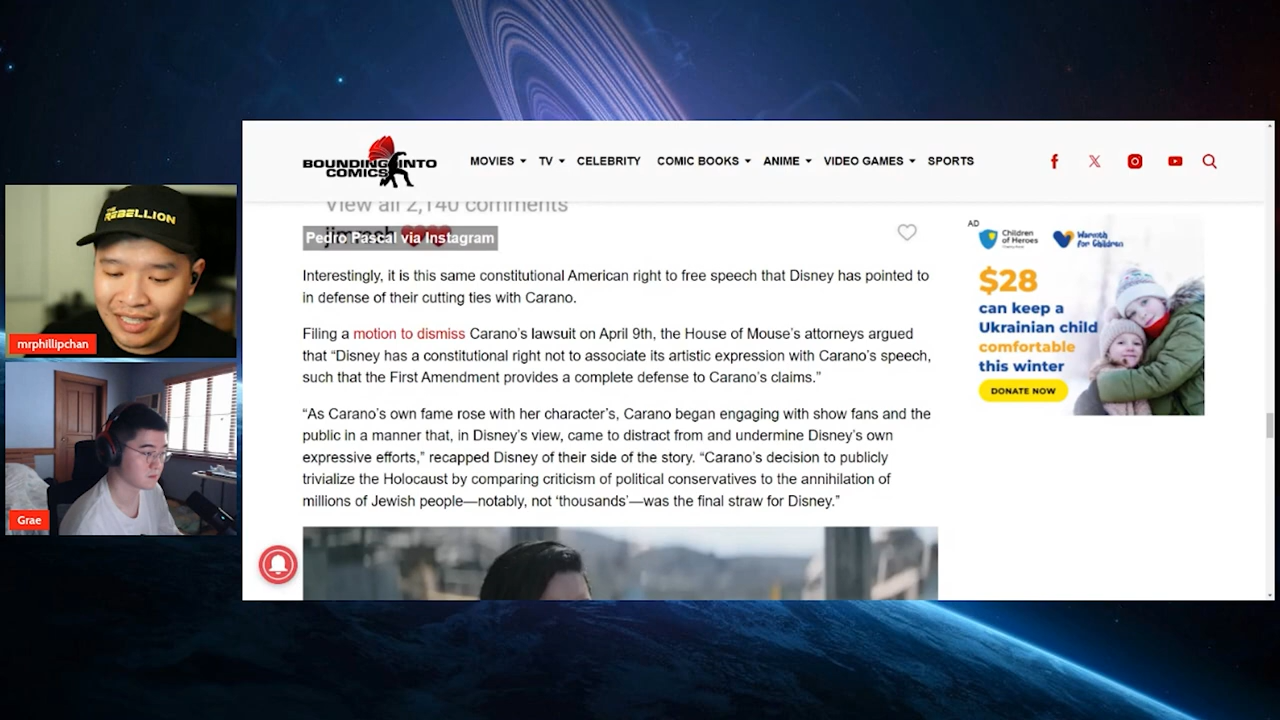 BOUNDING INTO
COMICS
MOVIES TV CELEBRITY COMIC BOOKS ANIME VIDEO GAMES SPORTS
View all 2,140 comments
Pedro Pascal via Instagram
Interestingly, it is this same constitutional American right to free speech that Disney has pointed to
in defense of their cutting ties with Carano.
Filing a motion to dismiss Carano's lawsuit on April 9th, the House of Mouse's attorneys argued
that “Disney has a constitutional right not to associate its artistic expression with Carano's speech,
such that the First Amendment provides a complete defense to Carano's claims.”
“As Carano's own fame rose with her character's, Carano began engaging with show fans and the
public in a manner that, in Disney's view, came to distract from and undermine Disney's own
expressive efforts,” recapped Disney of their side of the story. “Carano's decision to publicly
trivialize the Holocaust by comparing criticism of political conservatives to the annihilation of
millions of Jewish people—notably, not ‘thousands’—was the final straw for Disney.”
AD
Children
of Heroes
Warmth
for Children
$28
can keep a
Ukrainian child
comfortable
this winter
DONATE NOW
THE
REBELLION
mrphillipchan
Grae